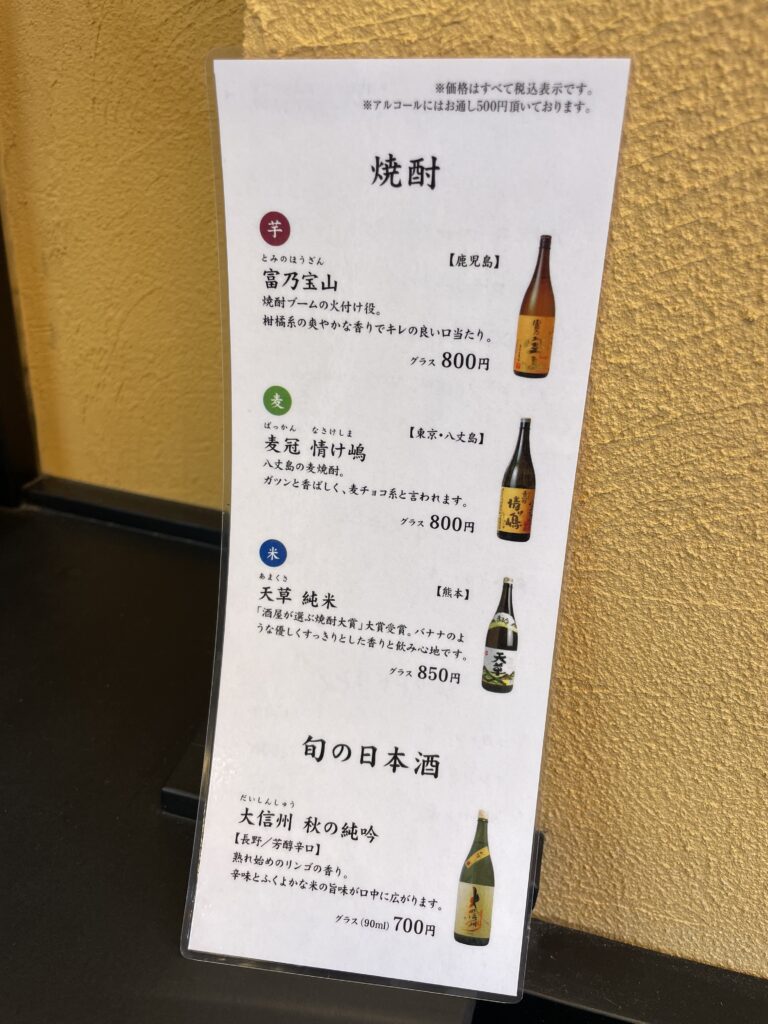 ※価格はすべて税込表示です。
※アルコールにはお通し500円頂いております。
焼酎
芋
とみのほうざん
富乃宝山
【鹿児島】
焼酎ブームの火付け役。
柑橘系の爽やかな香りでキレの良い口当たり。
グラス 800円
麦
ばっかん なさけしま
麦冠 情け嶋
【東京・八丈島】
八丈島の麦焼酎。
ガツンと香ばしく、麦チョコ系と言われます。
グラス 800円
米
あまくさ
天草 純米
【熊本】
「酒屋が選ぶ焼酎大賞」大賞受賞。バナナのよ
うな優しくすっきりとした香りと飲み心地です。
グラス 850円
天草
旬の日本酒
だいしんしゅう
大信州 秋の純吟
【長野/芳醇辛口】
熟れ始めのリンゴの香り。
辛味とふくよかな米の旨味が口中に広がります。
グラス(90ml) 700円